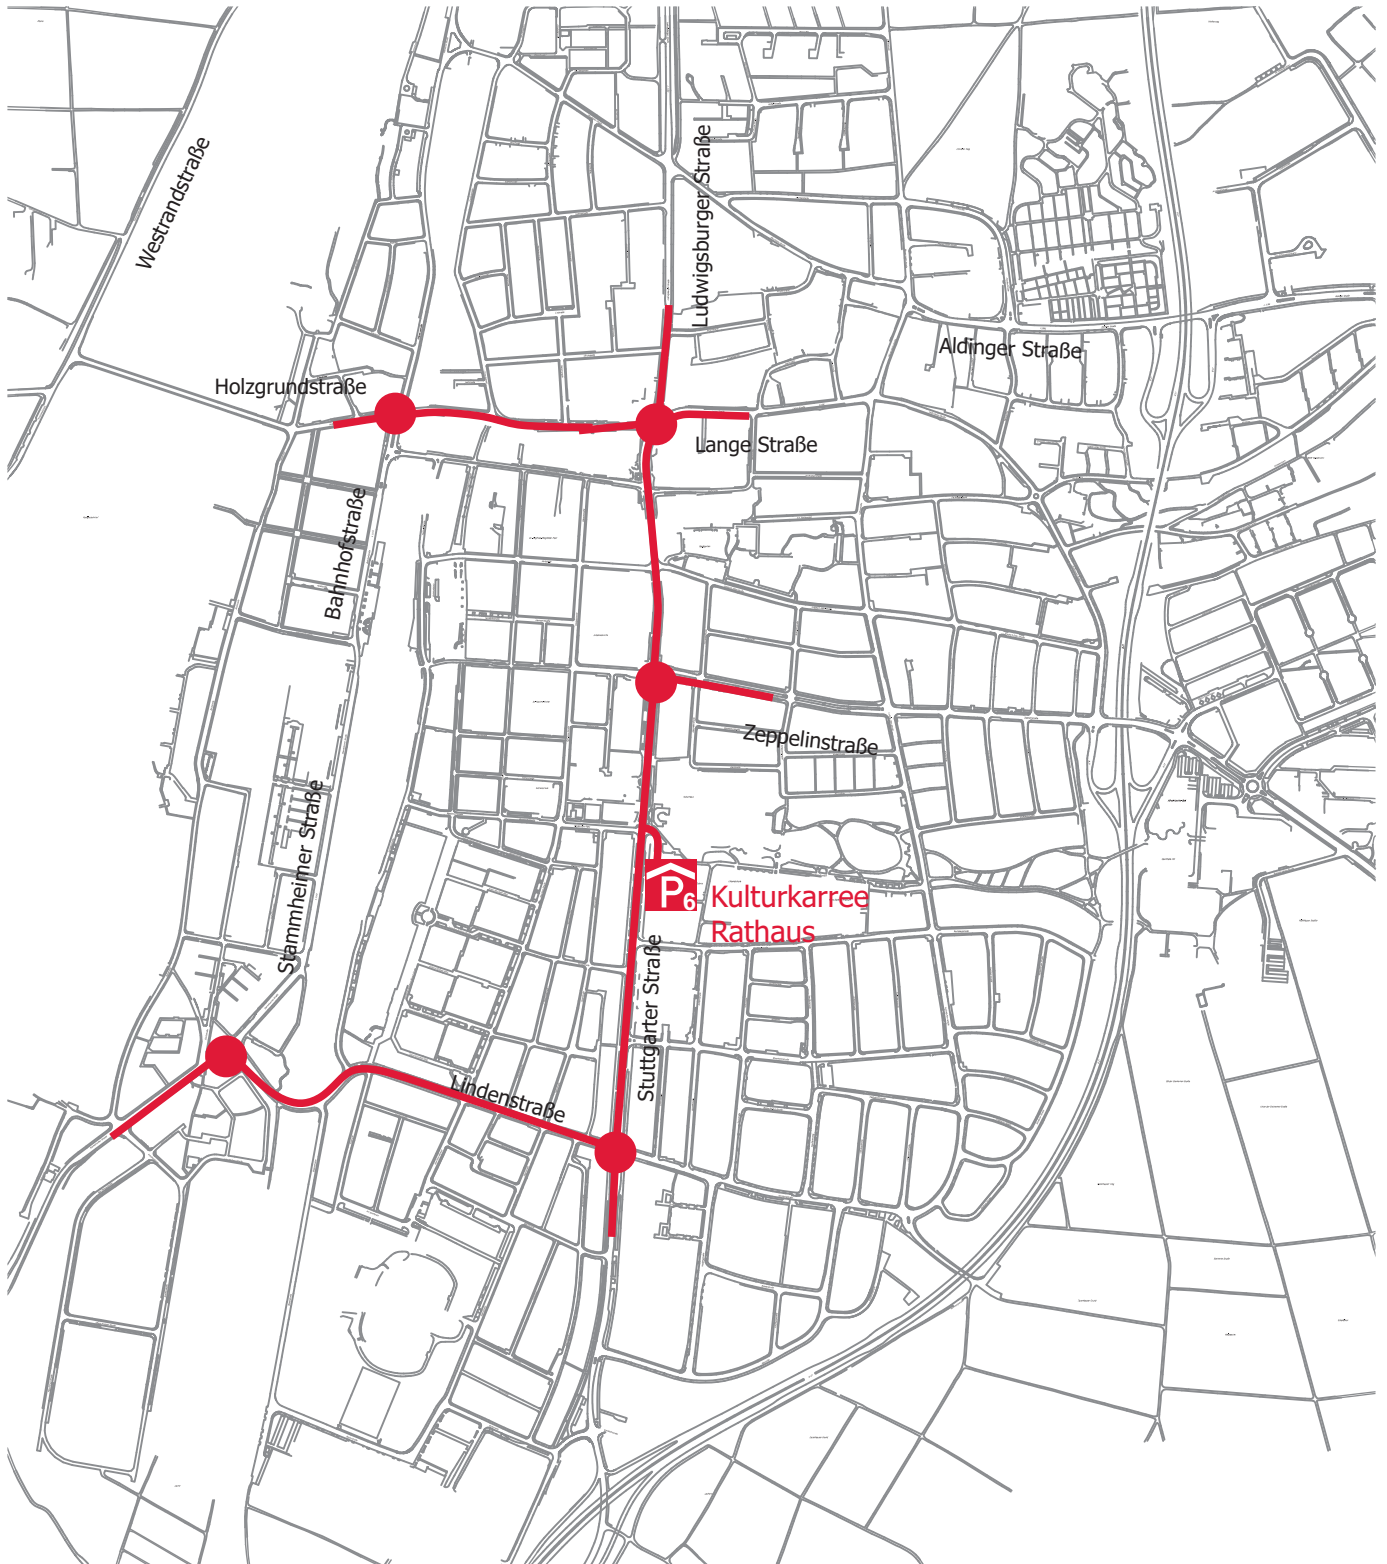 Westrandstraße
Ludwigsburger Straße
Aldinger Straße
Holzgrundstraße
Lange Straße
Bahnhofstraße
Zeppelinstraße
Stammheimer Straße
P6
Kulturkarree
Rathaus
Stuttgarter Straße
Lindenstraße